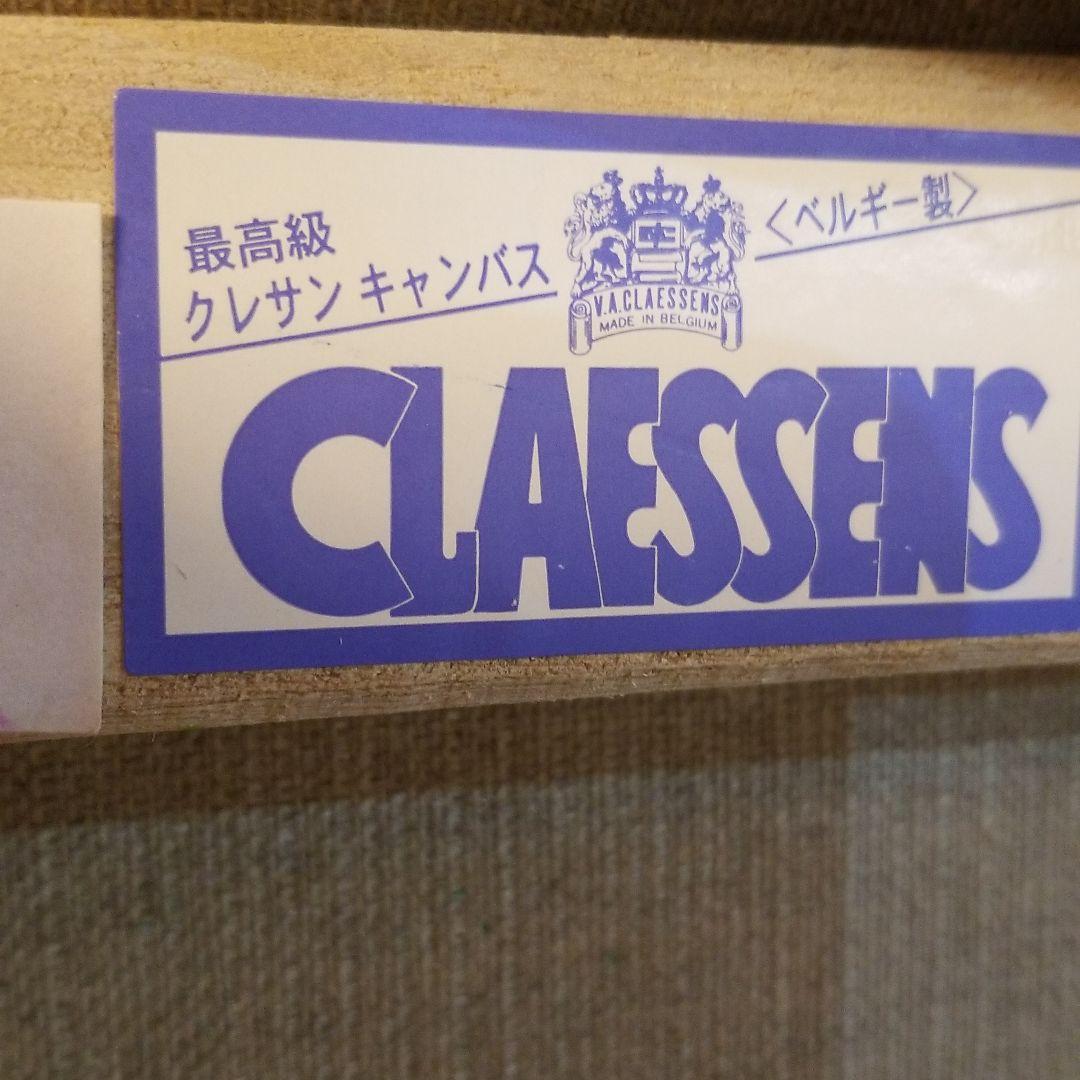 最高級
クレサン キャンバス
〈ベルギー製〉
V.A.CLAESSENS
MADE IN BELGIUM
CLAESSENS